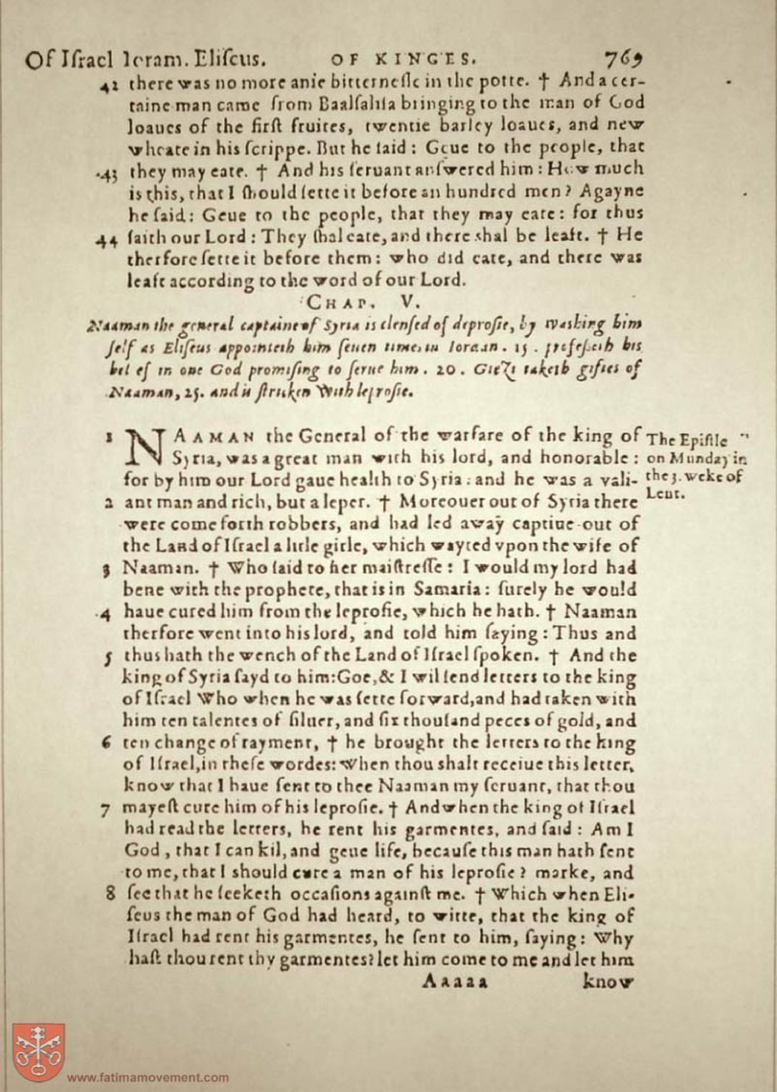 Of Iſrael Ioram. Eliſeus. OF KINGES. 769
42 there was no more anie bitterneſſe in the potte. † And a cer-
taine man came from Baalſaliſa bringing to the man of God
loaues of the firſt fruites, twentie barley loaues, and new
wheate in his ſcrippe. But he ſaid: Geue to the people, that
43 they may eate. † And his ſeruant anſwered him: How much
is this, that I ſhould ſette it before an hundred men? Agayne
he ſaid: Geue to the people, that they may eate: for thus
44 ſaith our Lord: They ſhal eate, and there ſhal be leaft. † He
therfore ſette it before them: who did eate, and there was
leaft according to the word of our Lord.
CHAP. V.
Naaman the general captaine of Syria is clenſed of deproſie, by waſhing him
ſelf as Eliſeus appointeth him ſeuen times in Iordan. 15. profeſſeth his
belief in one God promiſing to ſerue him. 20. Giezi taketh giftes of
Naaman, 25. and is ſtruken with leproſie.
1 NAAMAN the General of the warfare of the king of
Syria, was a great man with his lord, and honorable:
for by him our Lord gaue health to Syria: and he was a vali-
2 ant man and rich, but a leper. † Moreouer out of Syria there
were come forth robbers, and had led away captiue out of
the Land of Iſrael a litle girle, which wayted vpon the wife of
3 Naaman. † Who ſaid to her maiſtreſſe: I would my lord had
bene with the prophete, that is in Samaria: ſurely he would
4 haue cured him from the leproſie, which he hath. † Naaman
therfore went into his lord, and told him ſaying: Thus and
5 thus hath the wench of the Land of Iſrael ſpoken. † And the
king of Syria ſayd to him: Goe, & I wil ſend letters to the king
of Iſrael Who when he was ſette forward, and had taken with
him ten talentes of ſiluer, and ſix thouſand peces of gold, and
6 ten change of rayment, † he brought the letters to the king
of Iſrael, in theſe wordes: When thou ſhalt receiue this letter,
know that I haue ſent to thee Naaman my ſeruant, that thou
7 mayeſt cure him of his leproſie. † And when the king of Iſrael
had read the letters, he rent his garmentes, and ſaid: Am I
God, that I can kil, and geue life, becauſe this man hath ſent
to me, that I ſhould cure a man of his leproſie? marke, and
8 ſee that he ſeeketh occaſions againſt me. † Which when Eli-
ſeus the man of God had heard, to witte, that the king of
Iſrael had rent his garmentes, he ſent to him, ſaying: Why
haſt thou rent thy garmentes? let him come to me and let him
Aaaaa know
The Epiſtle
on Munday in
the 3. weke of
Lent.
www.fatimamovement.com